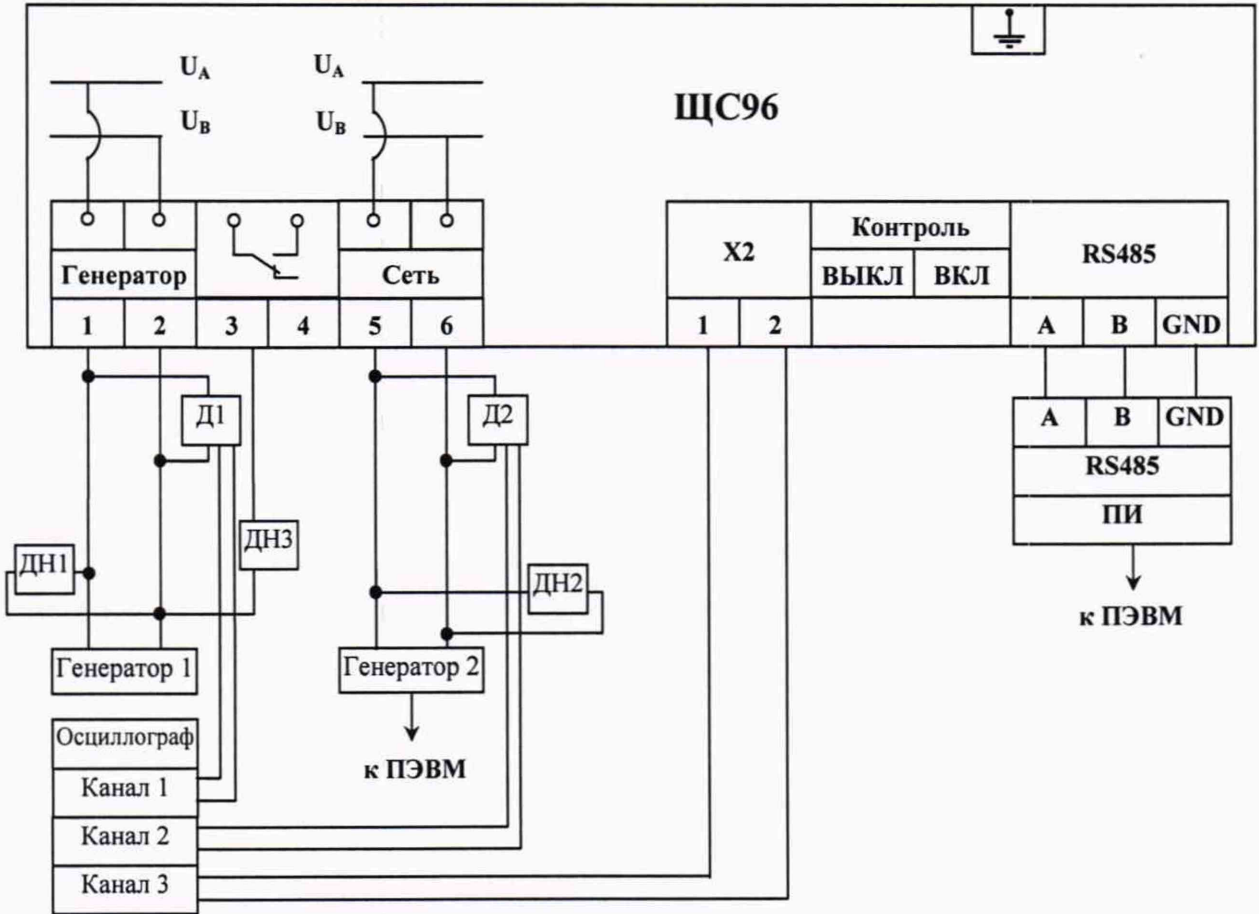 U_A
U_A
ЩС96
U_B
U_B
Генератор
Сеть
1
2
3
4
5
6
X2
Контроль
ВЫКЛ
ВКЛ
RS485
1
2
A
B
GND
Д1
Д2
A
B
GND
RS485
ПИ
к ПЭВМ
ДН3
ДН1
ДН2
Генератор 1
Генератор 2
к ПЭВМ
Осциллограф
Канал 1
Канал 2
Канал 3